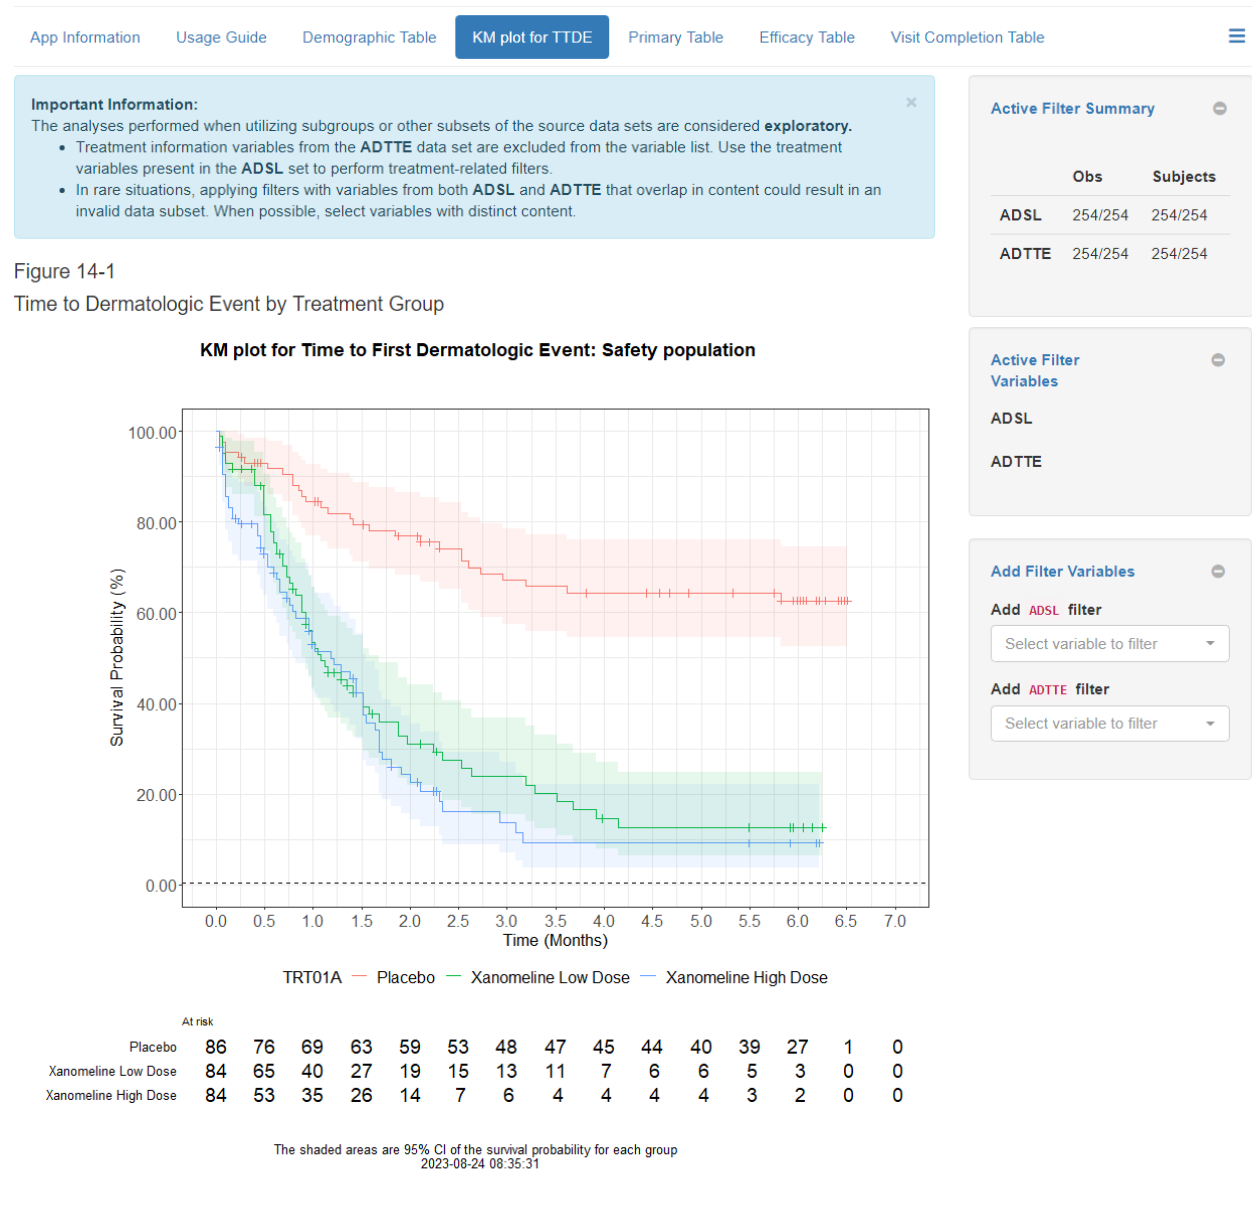 App Information Usage Guide Demographic Table KM plot for TTDE Primary Table Efficacy Table Visit Completion Table
Important Information:
×
The analyses performed when utilizing subgroups or other subsets of the source data sets are considered exploratory.
• Treatment information variables from the ADTTE data set are excluded from the variable list. Use the treatment
variables present in the ADSL set to perform treatment-related filters.
• In rare situations, applying filters with variables from both ADSL and ADTTE that overlap in content could result in an
invalid data subset. When possible, select variables with distinct content.
Figure 14-1
Time to Dermatologic Event by Treatment Group
KM plot for Time to First Dermatologic Event: Safety population
Survival Probability (%)
100.00
80.00
60.00
40.00
20.00
0.00
0.0 0.5 1.0 1.5 2.0 2.5 3.0 3.5 4.0 4.5 5.0 5.5 6.0 6.5 7.0
Time (Months)
TRT01A Placebo Xanomeline Low Dose Xanomeline High Dose
At risk
Placebo 86 76 69 63 59 53 48 47 45 44 40 39 27 1 0
Xanomeline Low Dose 84 65 40 27 19 15 13 11 7 6 6 5 3 0 0
Xanomeline High Dose 84 53 35 26 14 7 6 4 4 4 4 3 2 0 0
The shaded areas are 95% CI of the survival probability for each group
2023-08-24 08:35:31
Active Filter Summary
Obs Subjects
ADSL 254/254 254/254
ADTTE 254/254 254/254
Active Filter
Variables
ADSL
ADTTE
Add Filter Variables
Add ADSL filter
Select variable to filter
Add ADTTE filter
Select variable to filter